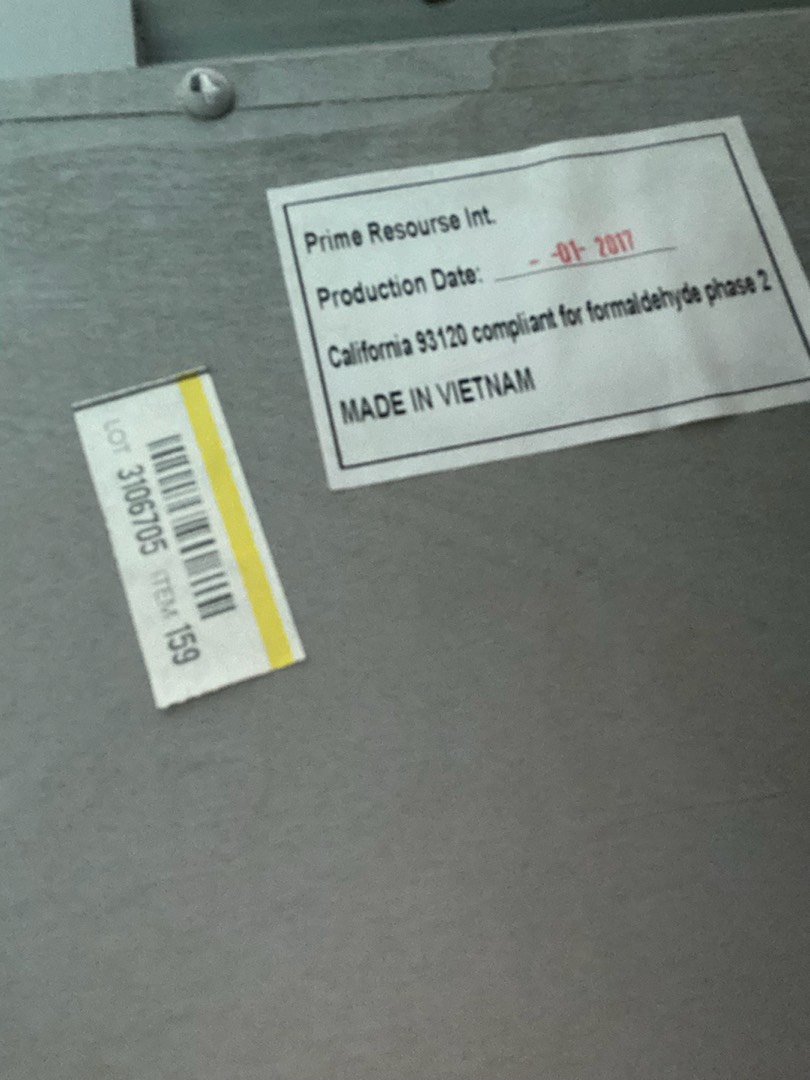 Prime Resourse Int.
Production Date: - -01- 2017
California 93120 compliant for formaldehyde phase 2
MADE IN VIETNAM
LOT 3106705 ITEM 159